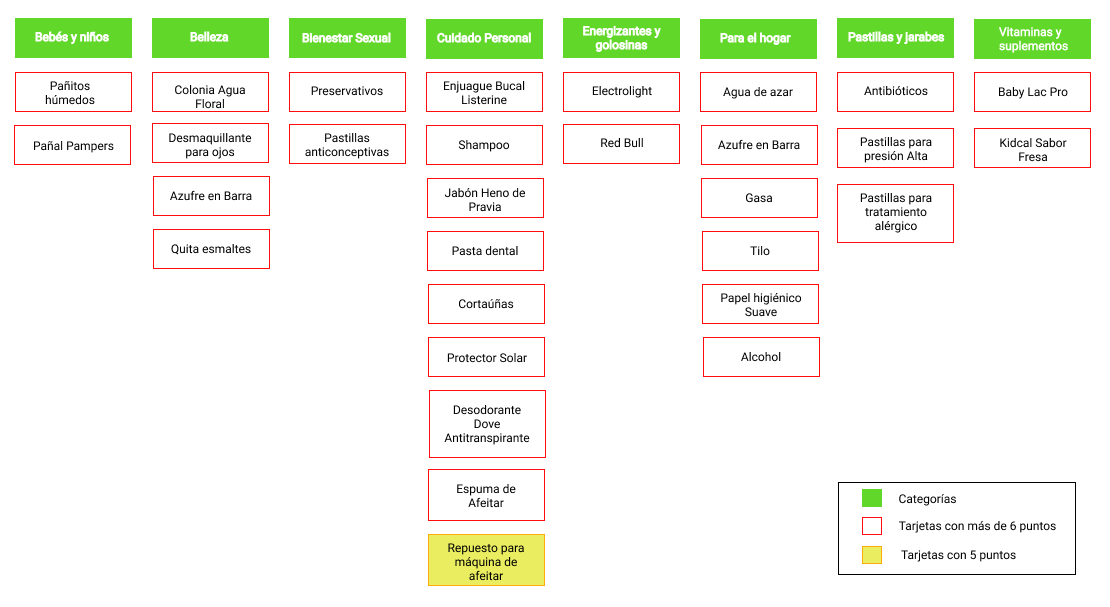 Bebés y niños
Pañitos
húmedos
Pañal Pampers
Belleza
Colonia Agua
Floral
Desmaquillante
para ojos
Azufre en Barra
Quita esmaltes
Bienestar Sexual
Preservativos
Pastillas
anticonceptivas
Cuidado Personal
Enjuague Bucal
Listerine
Shampoo
Jabón Heno de
Pravia
Pasta dental
Cortaúñas
Protector Solar
Desodorante
Dove
Antitranspirante
Espuma de
Afeitar
Repuesto para
máquina de
afeitar
Energizantes y
golosinas
Electrolight
Red Bull
Para el hogar
Agua de azar
Azufre en Barra
Gasa
Tilo
Papel higiénico
Suave
Alcohol
Pastillas y jarabes
Antibióticos
Pastillas para
presión Alta
Pastillas para
tratamiento
alérgico
Vitaminas y
suplementos
Baby Lac Pro
Kidcal Sabor
Fresa
Categorías
Tarjetas con más de 6 puntos
Tarjetas con 5 puntos